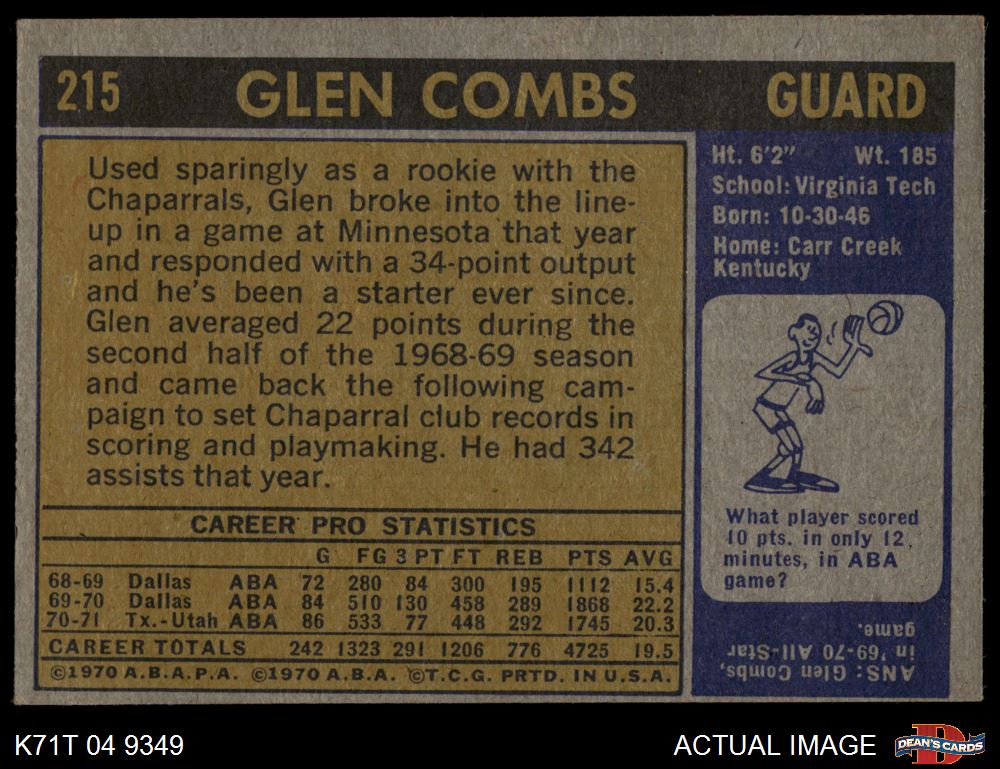 215 GLEN COMBS GUARD
Used sparingly as a rookie with the
Chaparrals, Glen broke into the line-
up in a game at Minnesota that year
and responded with a 34-point output
and he's been a starter ever since.
Glen averaged 22 points during the
second half of the 1968-69 season
and came back the following cam-
paign to set Chaparral club records in
scoring and playmaking. He had 342
assists that year.
Ht. 6'2" Wt. 185
School: Virginia Tech
Born: 10-30-46
Home: Carr Creek
Kentucky
What player scored
10 pts. in only 12
minutes, in ABA
game?
ANS: Glen Combs,
in '69-70 All-Star
game.
CAREER PRO STATISTICS
G FG 3 PT FT REB PTS AVG
68-69 Dallas ABA 72 280 84 300 195 1112 15.4
69-70 Dallas ABA 84 510 130 458 289 1868 22.2
70-71 Tx.-Utah ABA 86 533 77 448 292 1745 20.3
CAREER TOTALS 242 1323 291 1206 776 4725 19.5
©1970 A.B.A.P.A. ©1970 A.B.A. ©T.C.G. PRTD. IN U.S.A.
K71T 04 9349
ACTUAL IMAGE
D
DEAN'S CARDS